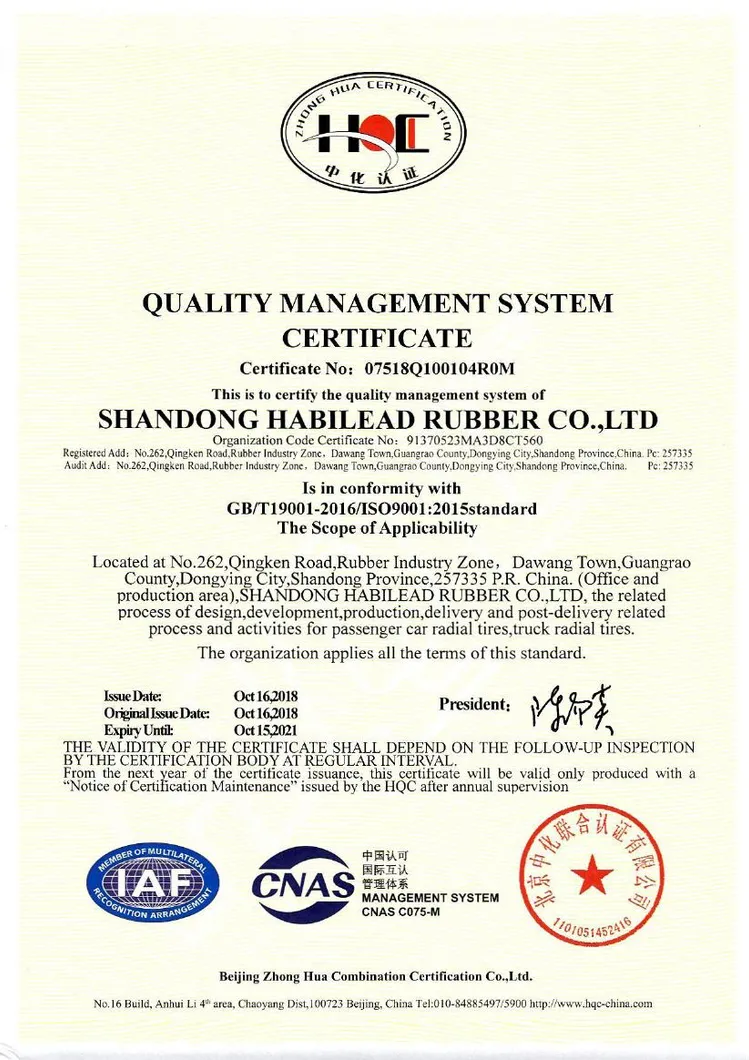 ZHONG HUA CERTIFICATION
HQC
中化认证
QUALITY MANAGEMENT SYSTEM
CERTIFICATE
Certificate No：07518Q100104R0M
This is to certify the quality management system of
SHANDONG HABILEAD RUBBER CO.,LTD
Organization Code Certificate No：91370523MA3D8CT560
Registered Add：No.262,Qingken Road,Rubber Industry Zone，Dawang Town,Guangrao County,Dongying City,Shandong Province,China. Pc: 257335
Audit Add：No.262,Qingken Road,Rubber Industry Zone，Dawang Town,Guangrao County,Dongying City,Shandong Province,China. Pc: 257335
Is in conformity with
GB/T19001-2016/ISO9001:2015standard
The Scope of Applicability
Located at No.262,Qingken Road,Rubber Industry Zone，Dawang Town,Guangrao
County,Dongying City,Shandong Province,257335 P.R. China. (Office and
production area),SHANDONG HABILEAD RUBBER CO.,LTD, the related
process of design,development,production,delivery and post-delivery related
process and activities for passenger car radial tires,truck radial tires.
The organization applies all the terms of this standard.
Issue Date: Oct 16,2018
Original Issue Date: Oct 16,2018
Expiry Until: Oct 15,2021
President：
THE VALIDITY OF THE CERTIFICATE SHALL DEPEND ON THE FOLLOW-UP INSPECTION
BY THE CERTIFICATION BODY AT REGULAR INTERVAL.
From the next year of the certificate issuance, this certificate will be valid only produced with a
“Notice of Certification Maintenance” issued by the HQC after annual supervision
MEMBER OF MULTILATERAL
IAF
RECOGNITION ARRANGEMENT
CNAS
中国认可
国际互认
管理体系
MANAGEMENT SYSTEM
CNAS C075-M
北京中化联合认证有限公司
1101051452416
Beijing Zhong Hua Combination Certification Co.,Ltd.
No.16 Build, Anhui Li 4th area, Chaoyang Dist,100723 Beijing, China Tel:010-84885497/5900 http://www.hqc-china.com